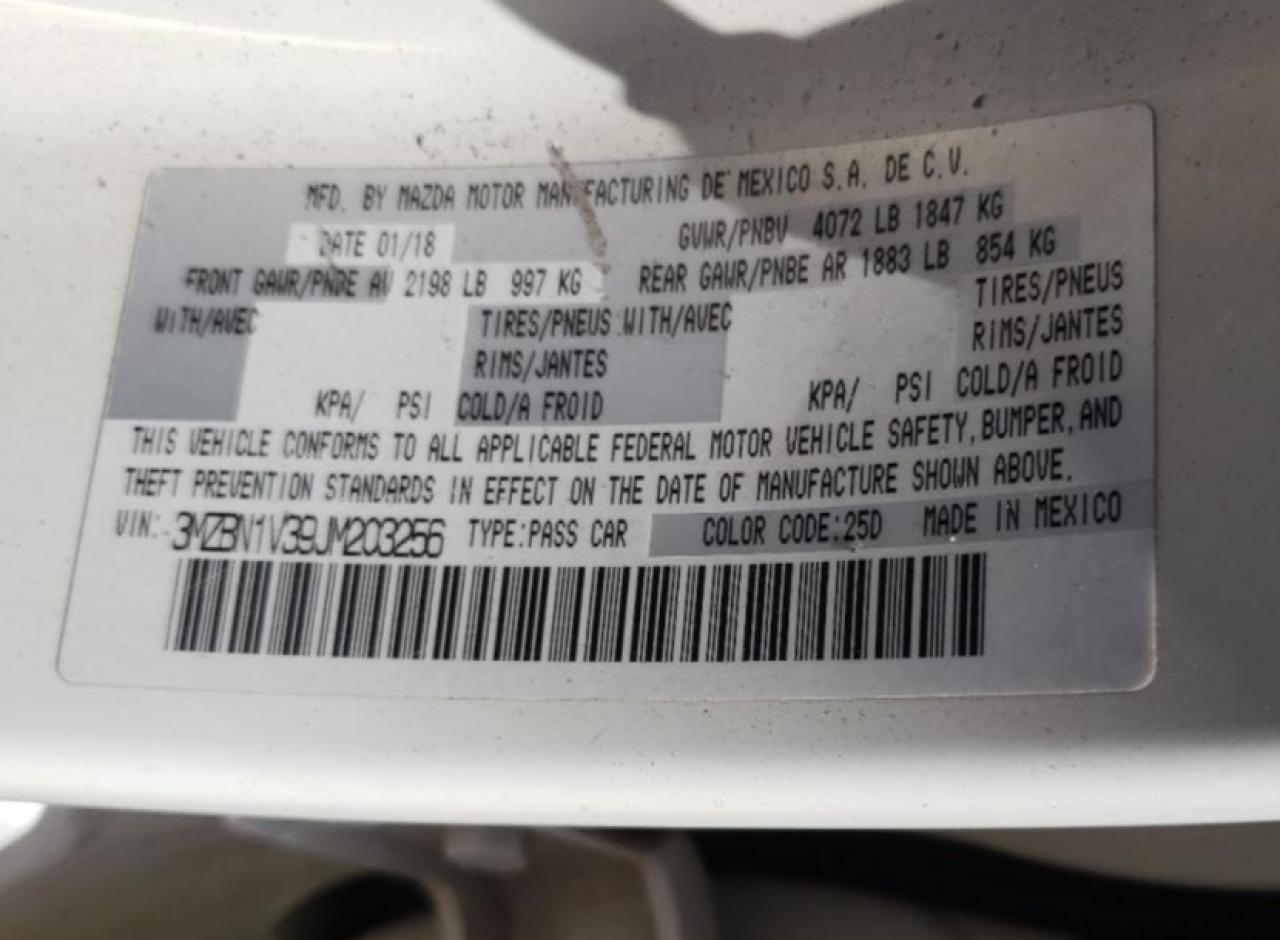 MFD. BY MAZDA MOTOR MANUFACTURING DE MEXICO S.A. DE C.V.
DATE 01/18 GVWR/PNBV 4072 LB 1847 KG
FRONT GAWR/PNBE AV 2198 LB 997 KG REAR GAWR/PNBE AR 1883 LB 854 KG
WITH/AVEC TIRES/PNEUS WITH/AVEC TIRES/PNEUS
RIMS/JANTES RIMS/JANTES
KPA/ PSI COLD/A FROID KPA/ PSI COLD/A FROID
THIS VEHICLE CONFORMS TO ALL APPLICABLE FEDERAL MOTOR VEHICLE SAFETY, BUMPER, AND
THEFT PREVENTION STANDARDS IN EFFECT ON THE DATE OF MANUFACTURE SHOWN ABOVE.
VIN: 3MZBN1V39JM203256 TYPE:PASS CAR COLOR CODE:25D MADE IN MEXICO